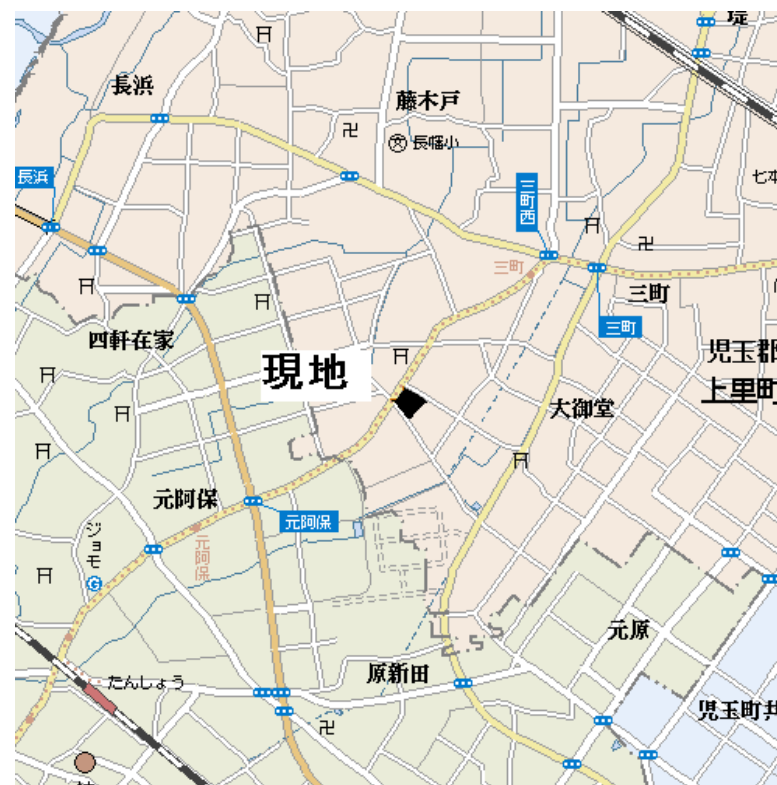 堤
長浜
藤木戸
長幡小
長浜
三町西
七本
三町
三町
三町
四軒在家
児玉郡
上里町
現地
大御堂
元阿保
元阿保
ジョモ
元阿保
元原
原新田
たんしょう
児玉町共